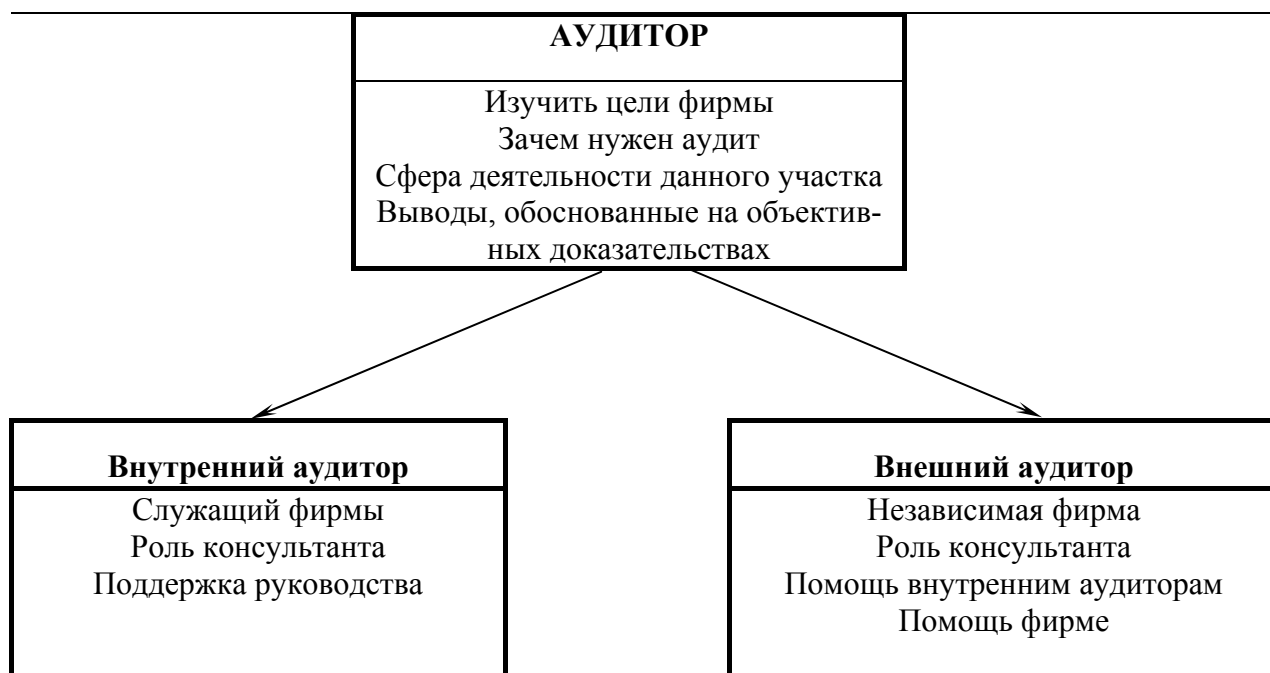 АУДИТОР
Изучить цели фирмы
Зачем нужен аудит
Сфера деятельности данного участка
Выводы, обоснованные на объектив-
ных доказательствах
Внутренний аудитор
Служащий фирмы
Роль консультанта
Поддержка руководства
Внешний аудитор
Независимая фирма
Роль консультанта
Помощь внутренним аудиторам
Помощь фирме